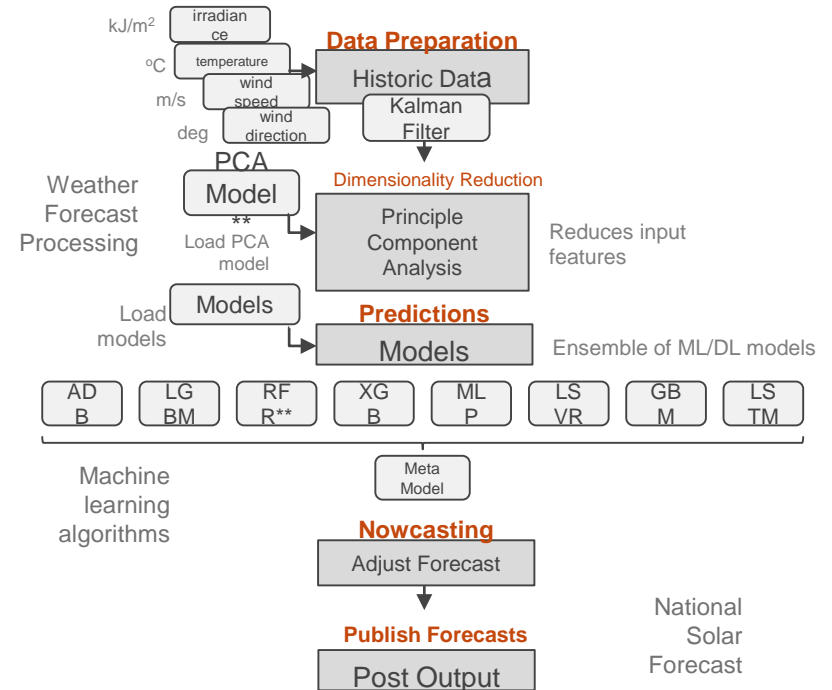 kJ/m²
irradian
ce
ºC
temperature
m/s
wind
speed
deg
wind
direction
Data Preparation
Historic Data
Kalman
Filter
Weather
Forecast
Processing
PCA
Model
**
Load PCA
model
Dimensionality Reduction
Principle
Component
Analysis
Reduces input
features
Load
models
Models
Predictions
Models
Ensemble of ML/DL models
AD
B
LG
BM
RF
R**
XG
B
ML
P
LS
VR
GB
M
LS
TM
Machine
learning
algorithms
Meta
Model
Nowcasting
Adjust Forecast
Publish Forecasts
Post Output
National
Solar
Forecast